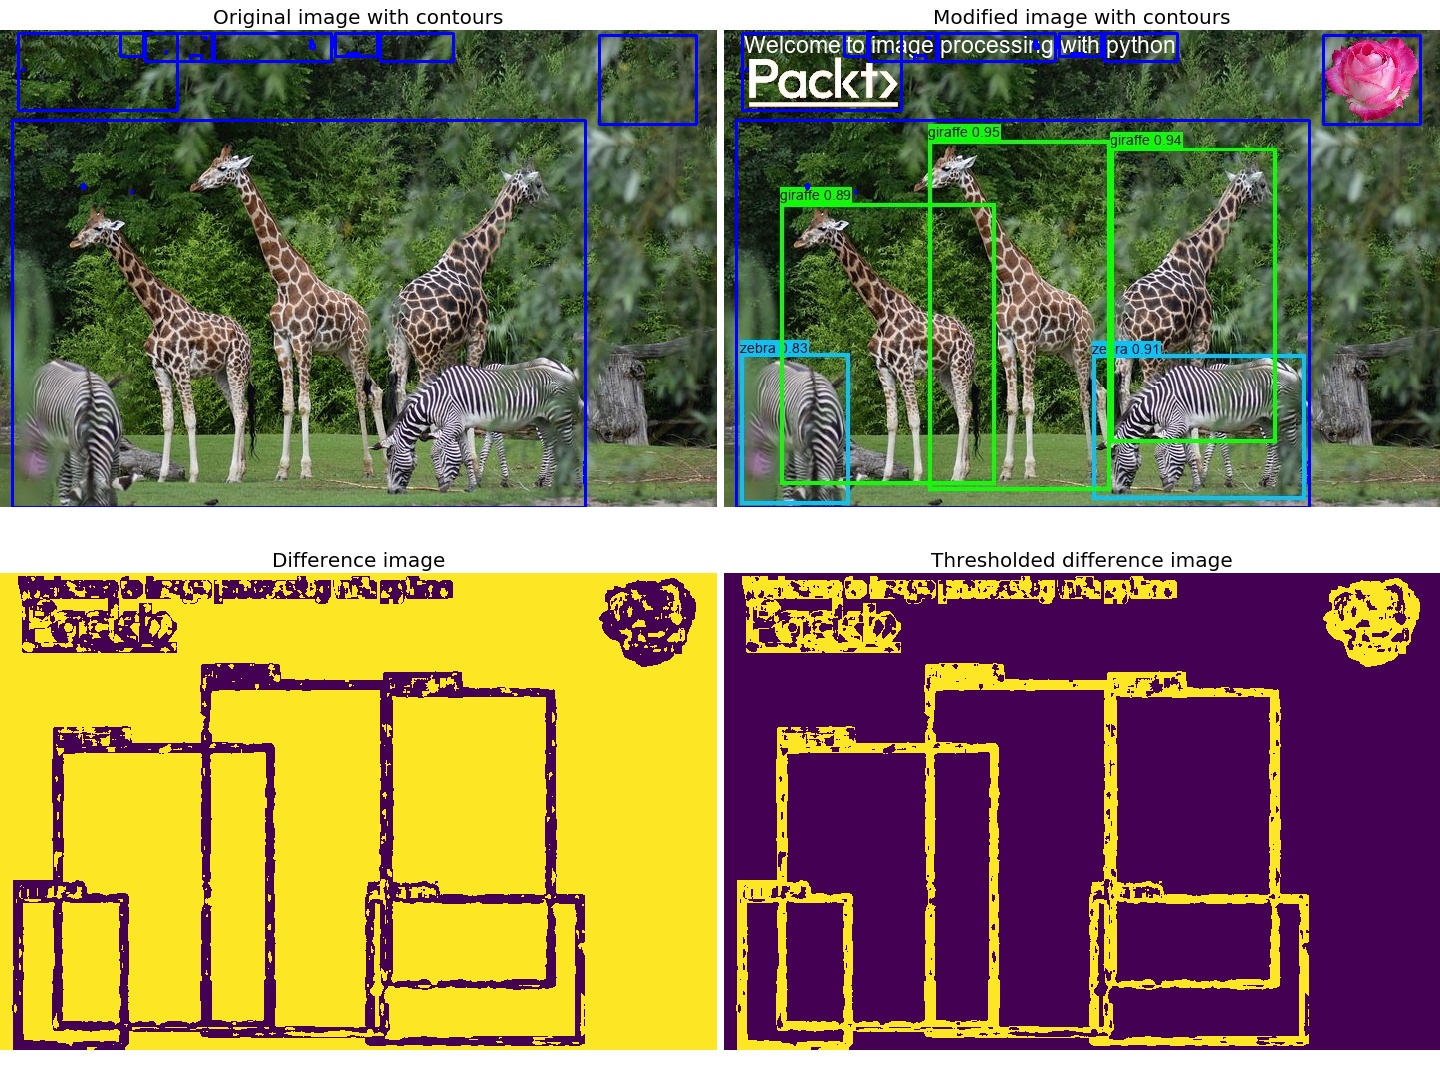 Original image with contours
Modified image with contours
Welcome to image processing with python
Packt>
giraffe 0.95
giraffe 0.94
giraffe 0.89
zebra 0.83
zebra 0.91
Difference image
Thresholded difference image